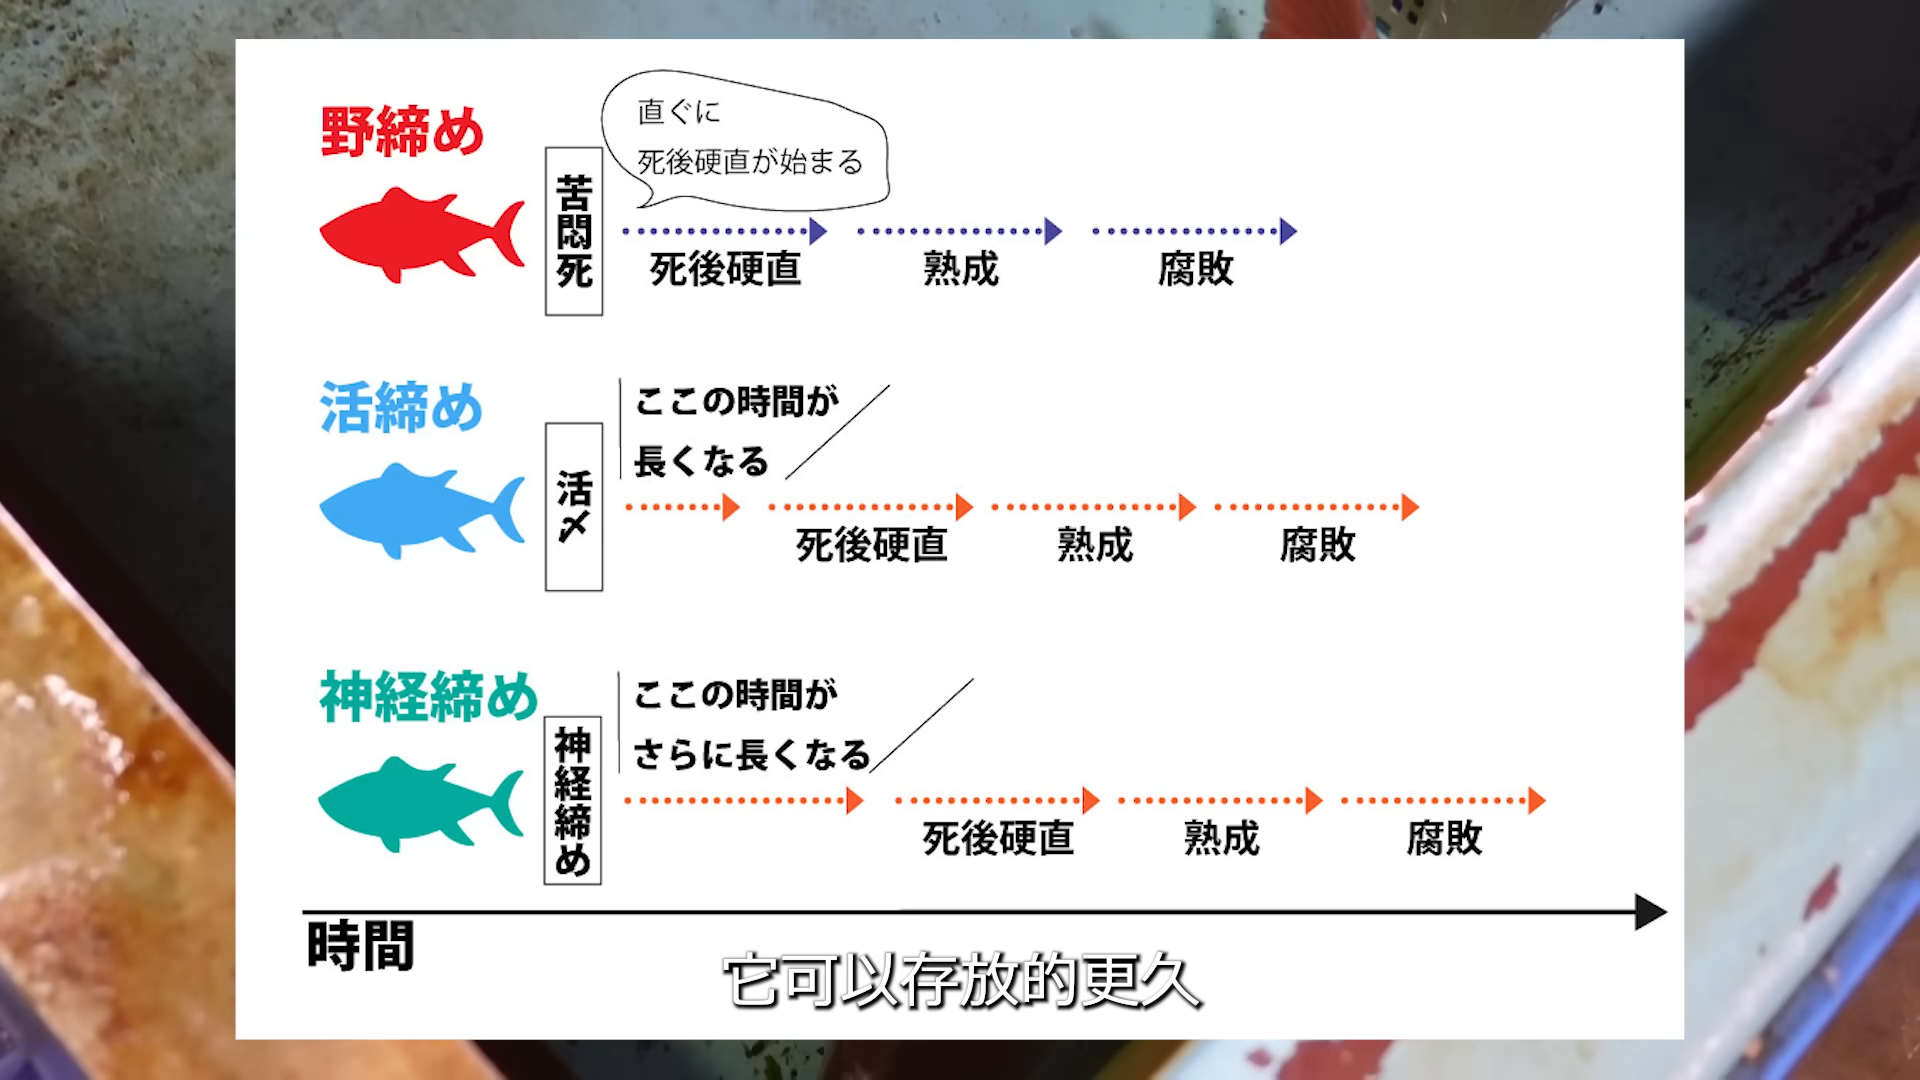 野締め
苦悶死
直ぐに
死後硬直が始まる
死後硬直
熟成
腐敗
活締め
活〆
ここの時間が
長くなる
死後硬直
熟成
腐敗
神経締め
神経締め
ここの時間が
さらに長くなる
死後硬直
熟成
腐敗
時間
它可以存放的更久